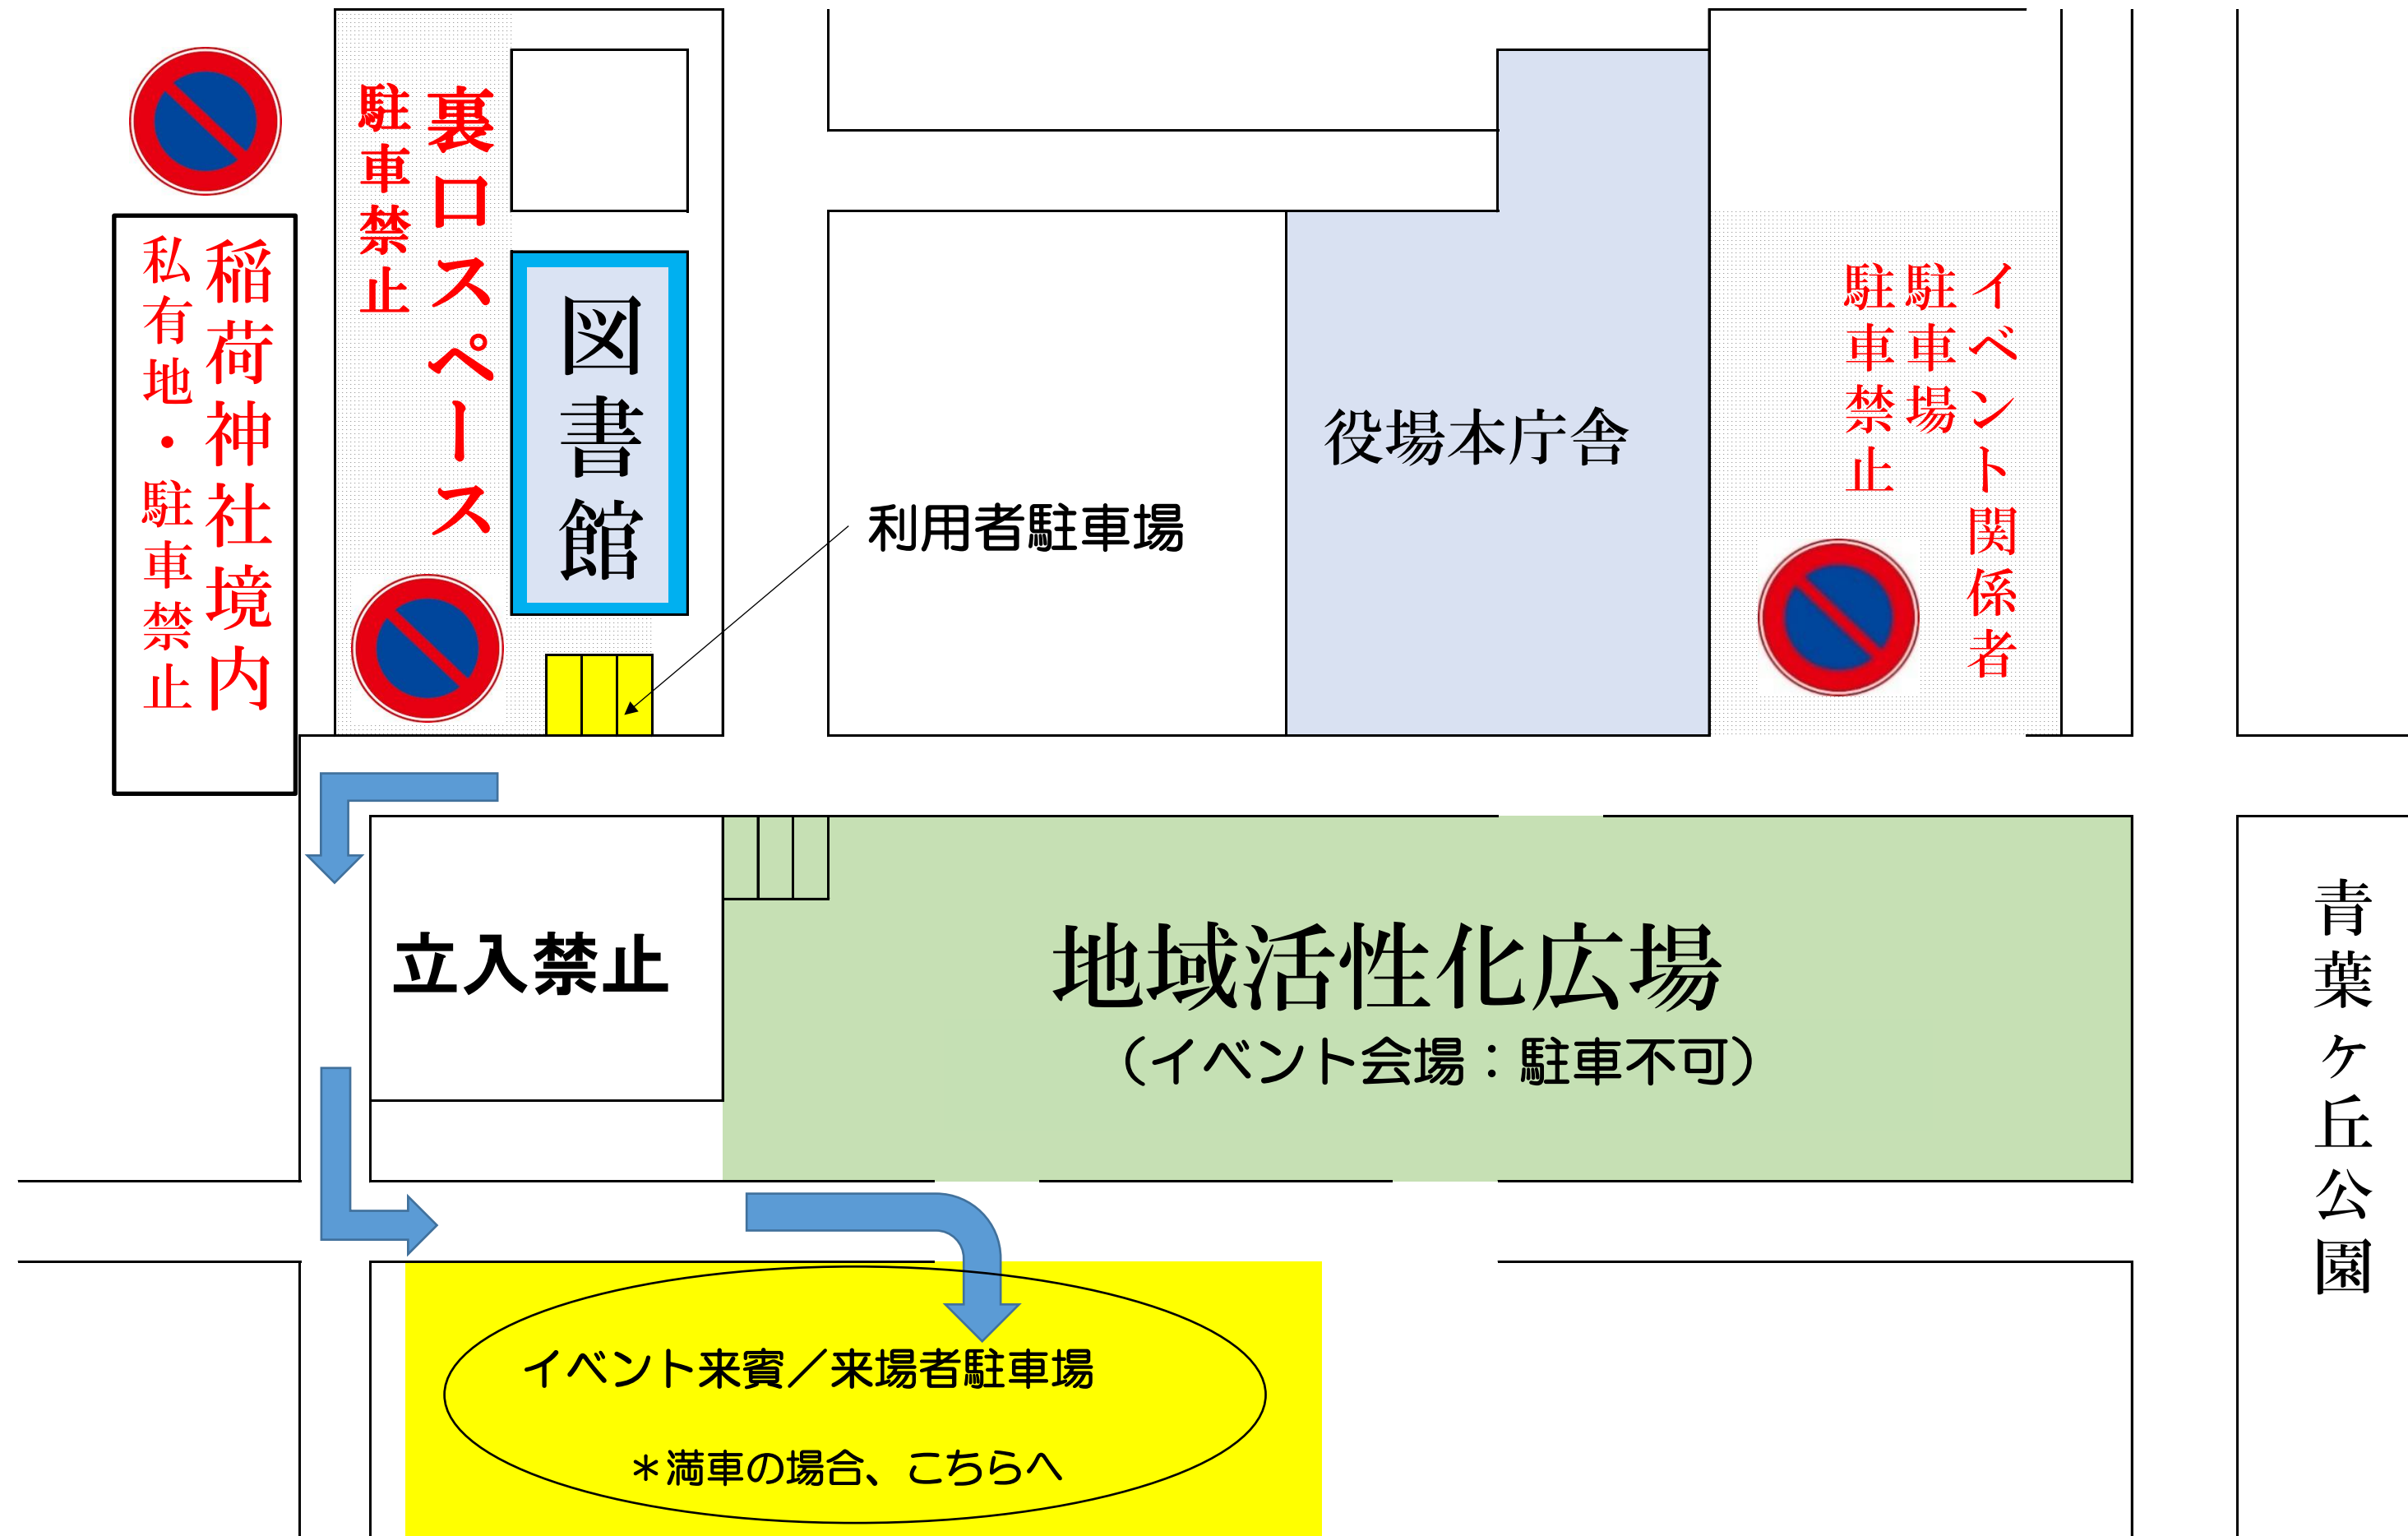 稲荷神社境内
私有地・駐車禁止
裏口スペース
駐車禁止
図書館
利用者駐車場
役場本庁舎
イベント関係者
駐車場
駐車禁止
立入禁止
地域活性化広場
（イベント会場：駐車不可）
青葉ケ丘公園
イベント来賓／来場者駐車場
＊満車の場合、こちらへ